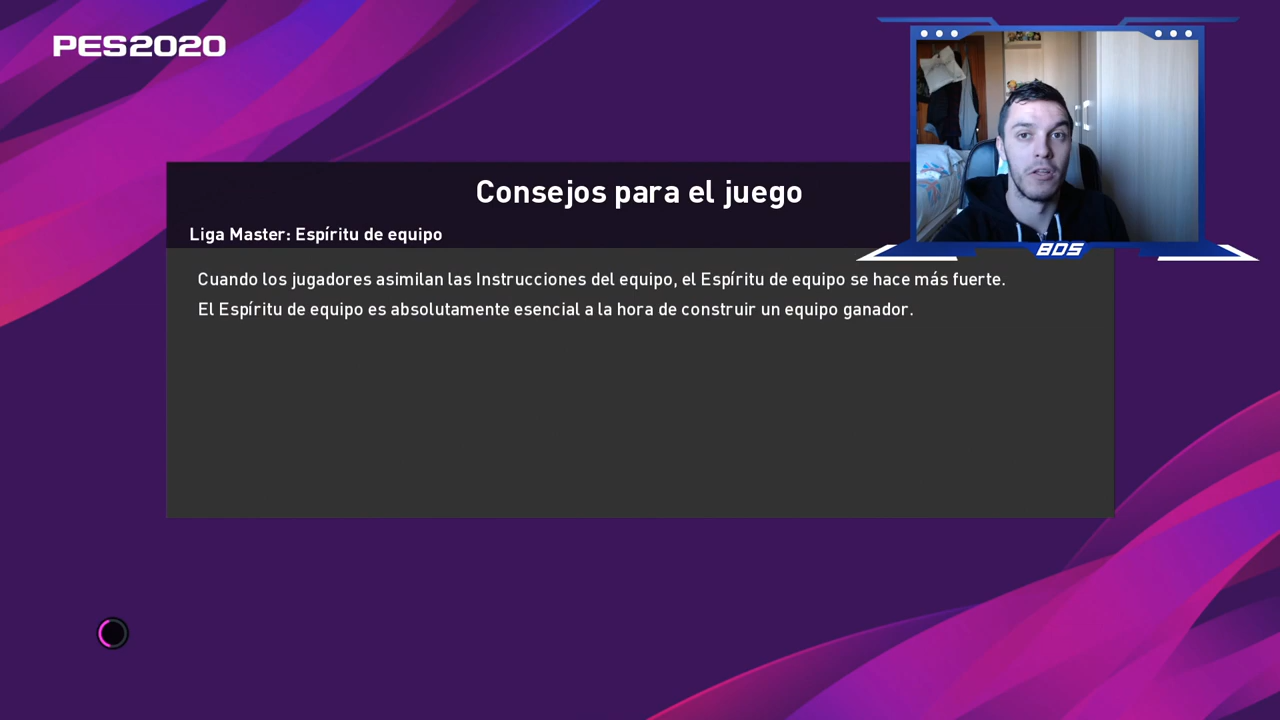 PES2020
Consejos para el juego
Liga Master: Espíritu de equipo
Cuando los jugadores asimilan las Instrucciones del equipo, el Espíritu de equipo se hace más fuerte.
El Espíritu de equipo es absolutamente esencial a la hora de construir un equipo ganador.
BDS